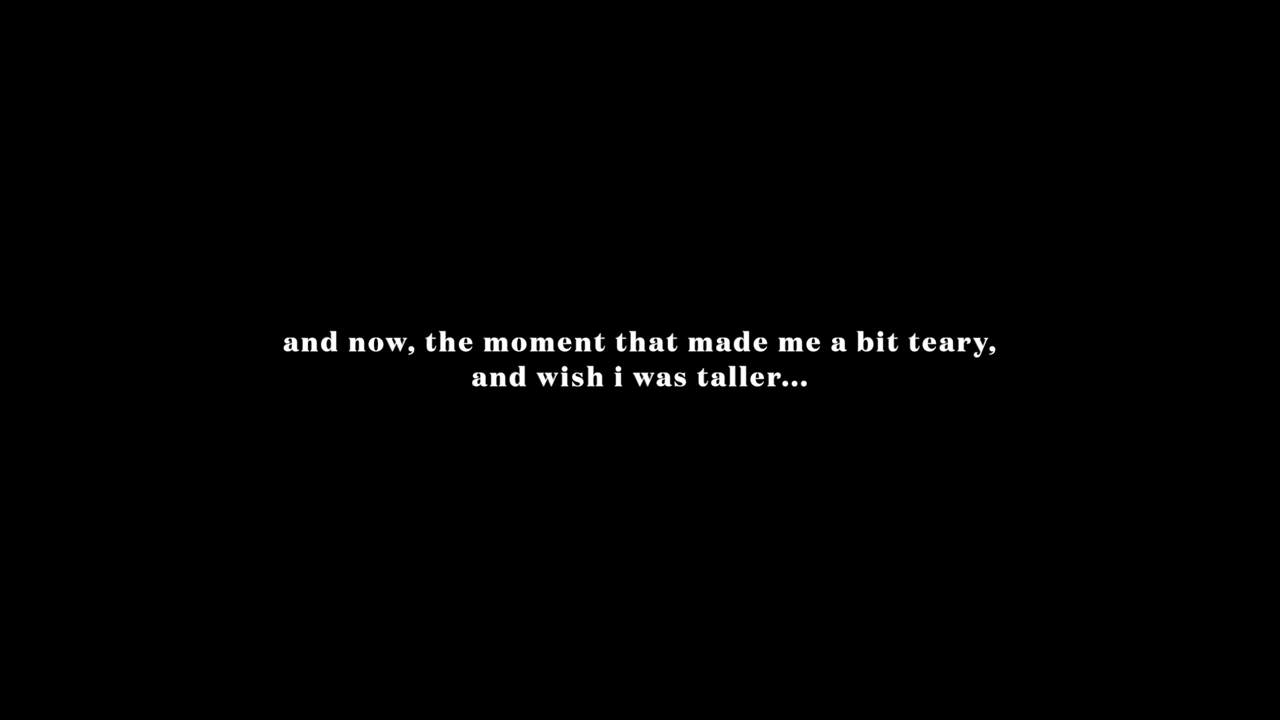 and now, the moment that made me a bit teary,
and wish i was taller...